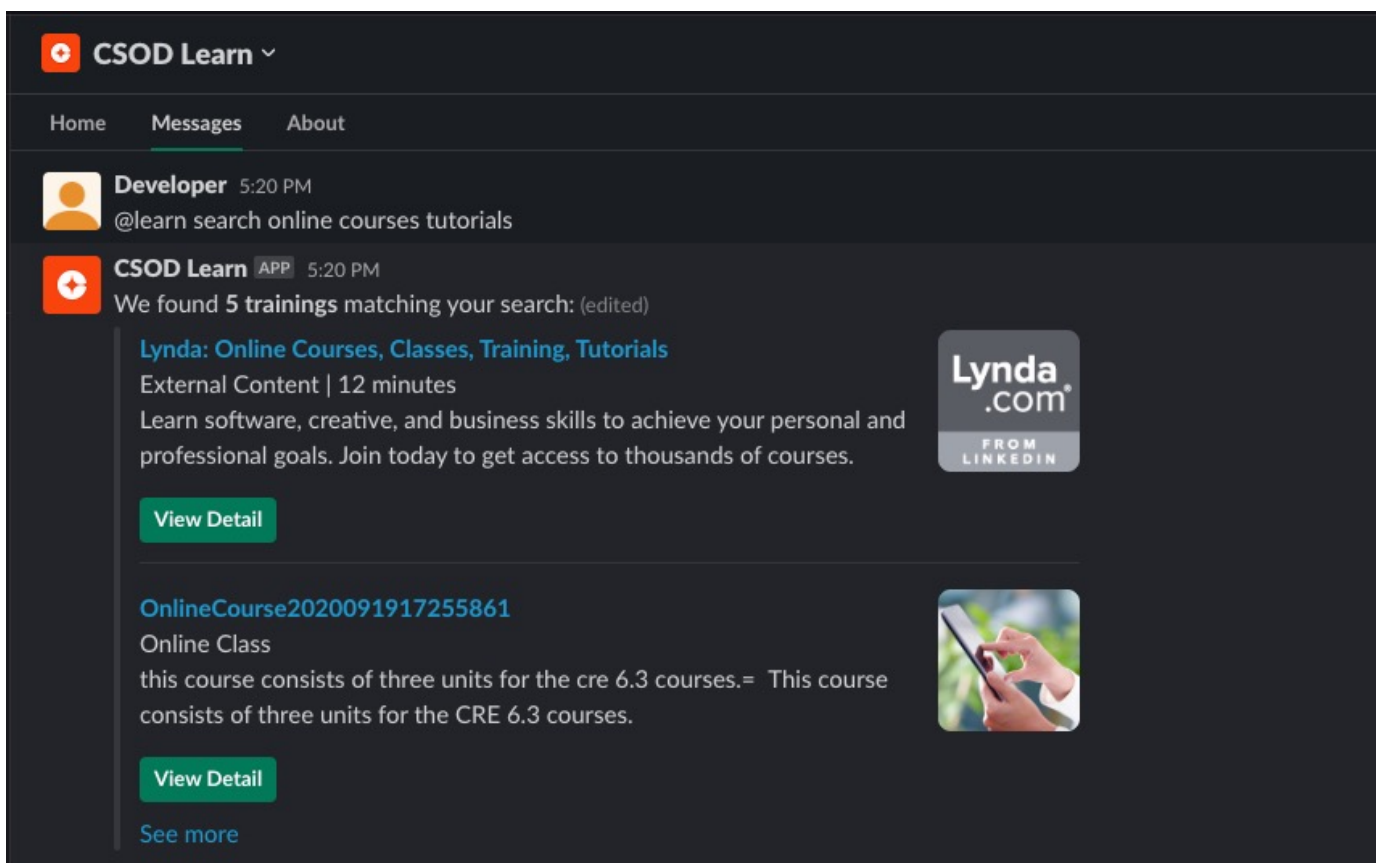 CSOD Learn
Home Messages About
Developer 5:20 PM
@learn search online courses tutorials
CSOD Learn APP 5:20 PM
We found 5 trainings matching your search: (edited)
Lynda: Online Courses, Classes, Training, Tutorials
External Content | 12 minutes
Learn software, creative, and business skills to achieve your personal and
professional goals. Join today to get access to thousands of courses.
Lynda
.com®
FROM
LINKEDIN
View Detail
OnlineCourse2020091917255861
Online Class
this course consists of three units for the cre 6.3 courses.=  This course
consists of three units for the CRE 6.3 courses.
View Detail
See more